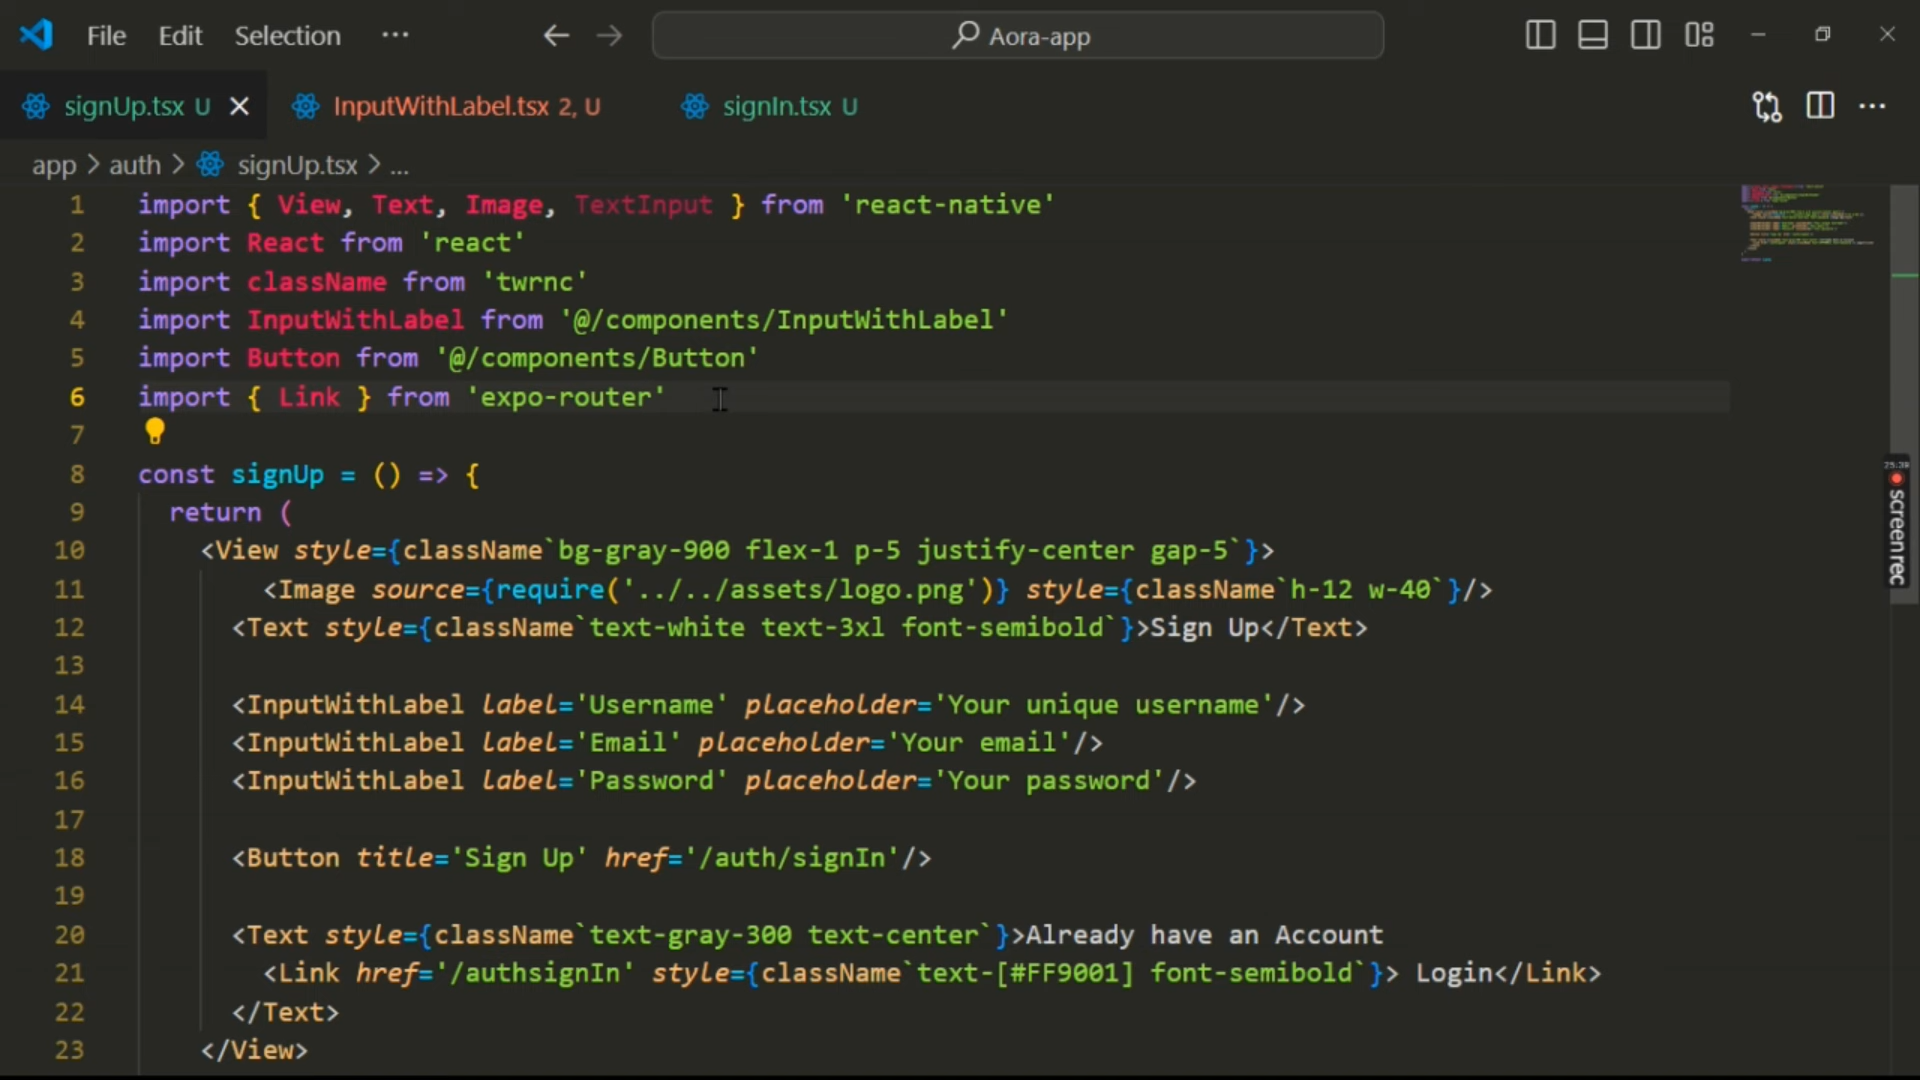 File Edit Selection ··· Aora-app
signUp.tsx U InputWithLabel.tsx 2, U signIn.tsx U
app > auth > signUp.tsx > ...
1 import { View, Text, Image, TextInput } from 'react-native'
2 import React from 'react'
3 import className from 'twrnc'
4 import InputWithLabel from '@/components/InputWithLabel'
5 import Button from '@/components/Button'
6 import { Link } from 'expo-router'
7
8 const signUp = () => {
9 return (
10 <View style={className`bg-gray-900 flex-1 p-5 justify-center gap-5`}>
11 <Image source={require('../../assets/logo.png')} style={className`h-12 w-40`}/>
12 <Text style={className`text-white text-3xl font-semibold`}>Sign Up</Text>
13
14 <InputWithLabel label='Username' placeholder='Your unique username'/>
15 <InputWithLabel label='Email' placeholder='Your email'/>
16 <InputWithLabel label='Password' placeholder='Your password'/>
17
18 <Button title='Sign Up' href='/auth/signIn'/>
19
20 <Text style={className`text-gray-300 text-center`}>Already have an Account
21 <Link href='/authsignIn' style={className`text-[#FF9001] font-semibold`}> Login</Link>
22 </Text>
23 </View>
25:39
screen rec